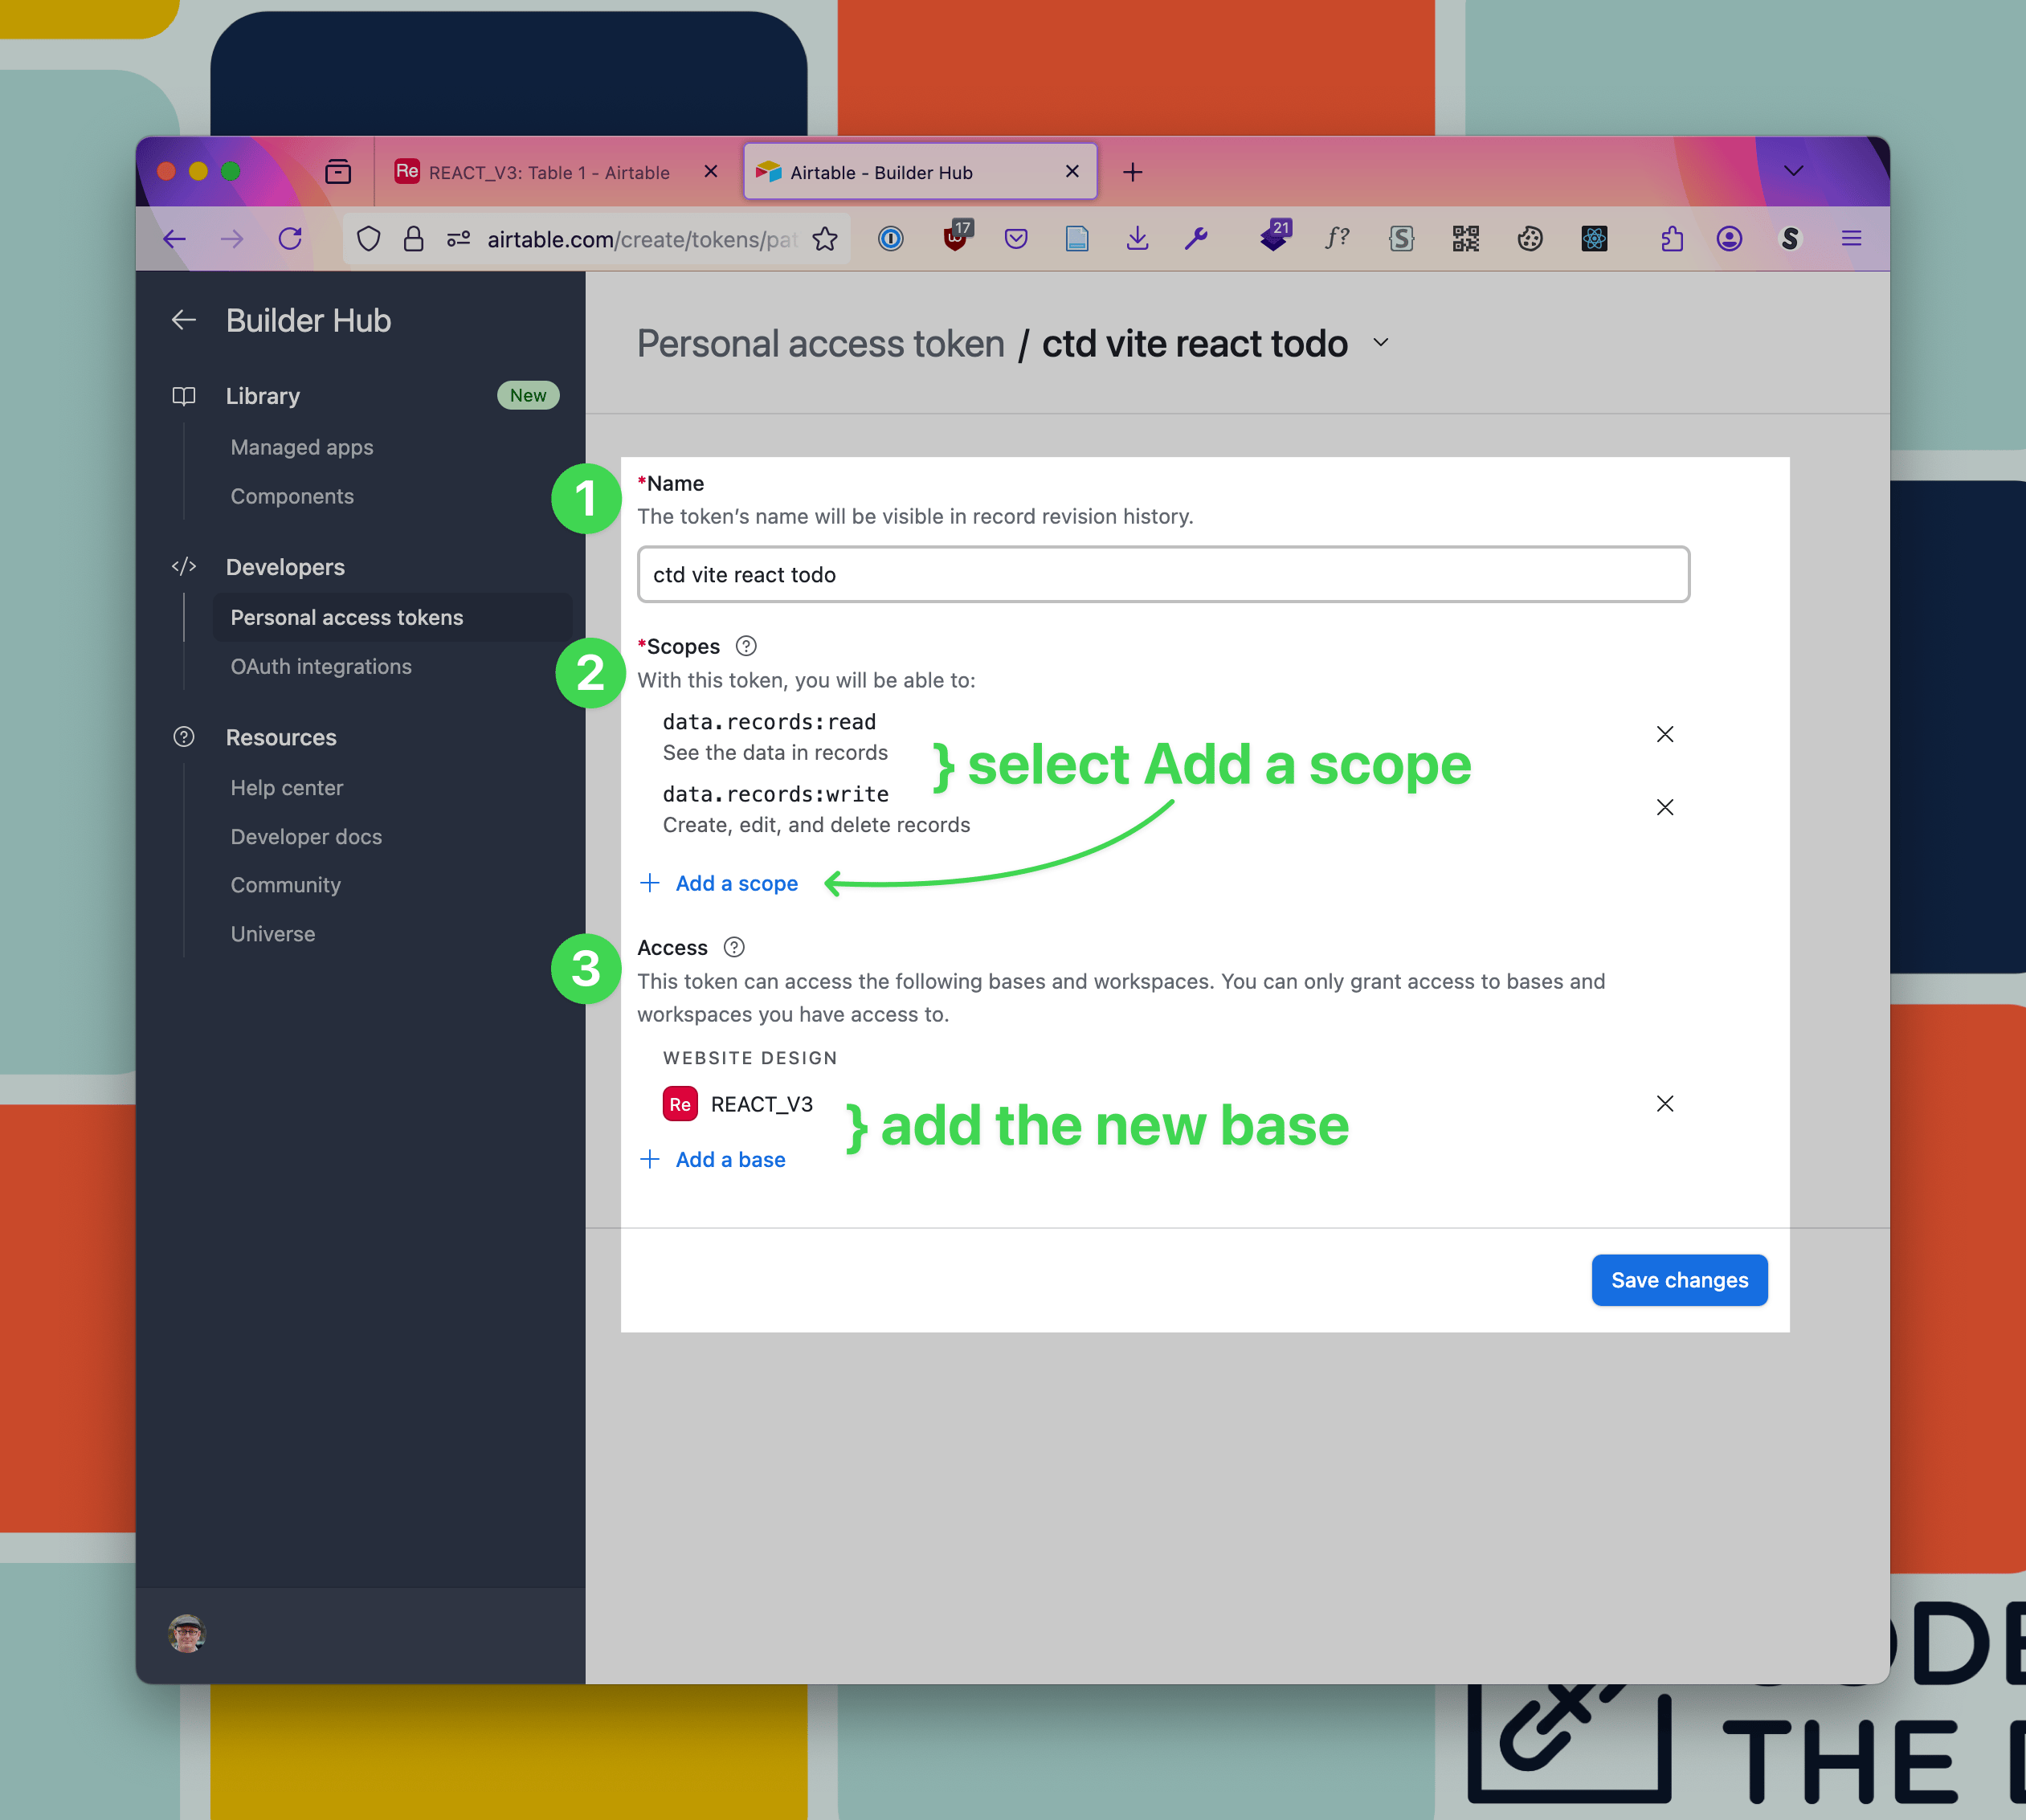 Re REACT_V3: Table 1 - Airtable
Airtable - Builder Hub
airtable.com/create/tokens/pat
17
21
f?
S
S
Builder Hub
Library New
Managed apps
Components
</> Developers
Personal access tokens
OAuth integrations
Resources
Help center
Developer docs
Community
Universe
Personal access token / ctd vite react todo
1
*Name
The token's name will be visible in record revision history.
ctd vite react todo
2
*Scopes ?
With this token, you will be able to:
data.records:read
See the data in records
} select Add a scope
data.records:write
Create, edit, and delete records
+ Add a scope
3
Access ?
This token can access the following bases and workspaces. You can only grant access to bases and
workspaces you have access to.
WEBSITE DESIGN
Re REACT_V3
} add the new base
+ Add a base
Save changes
THE